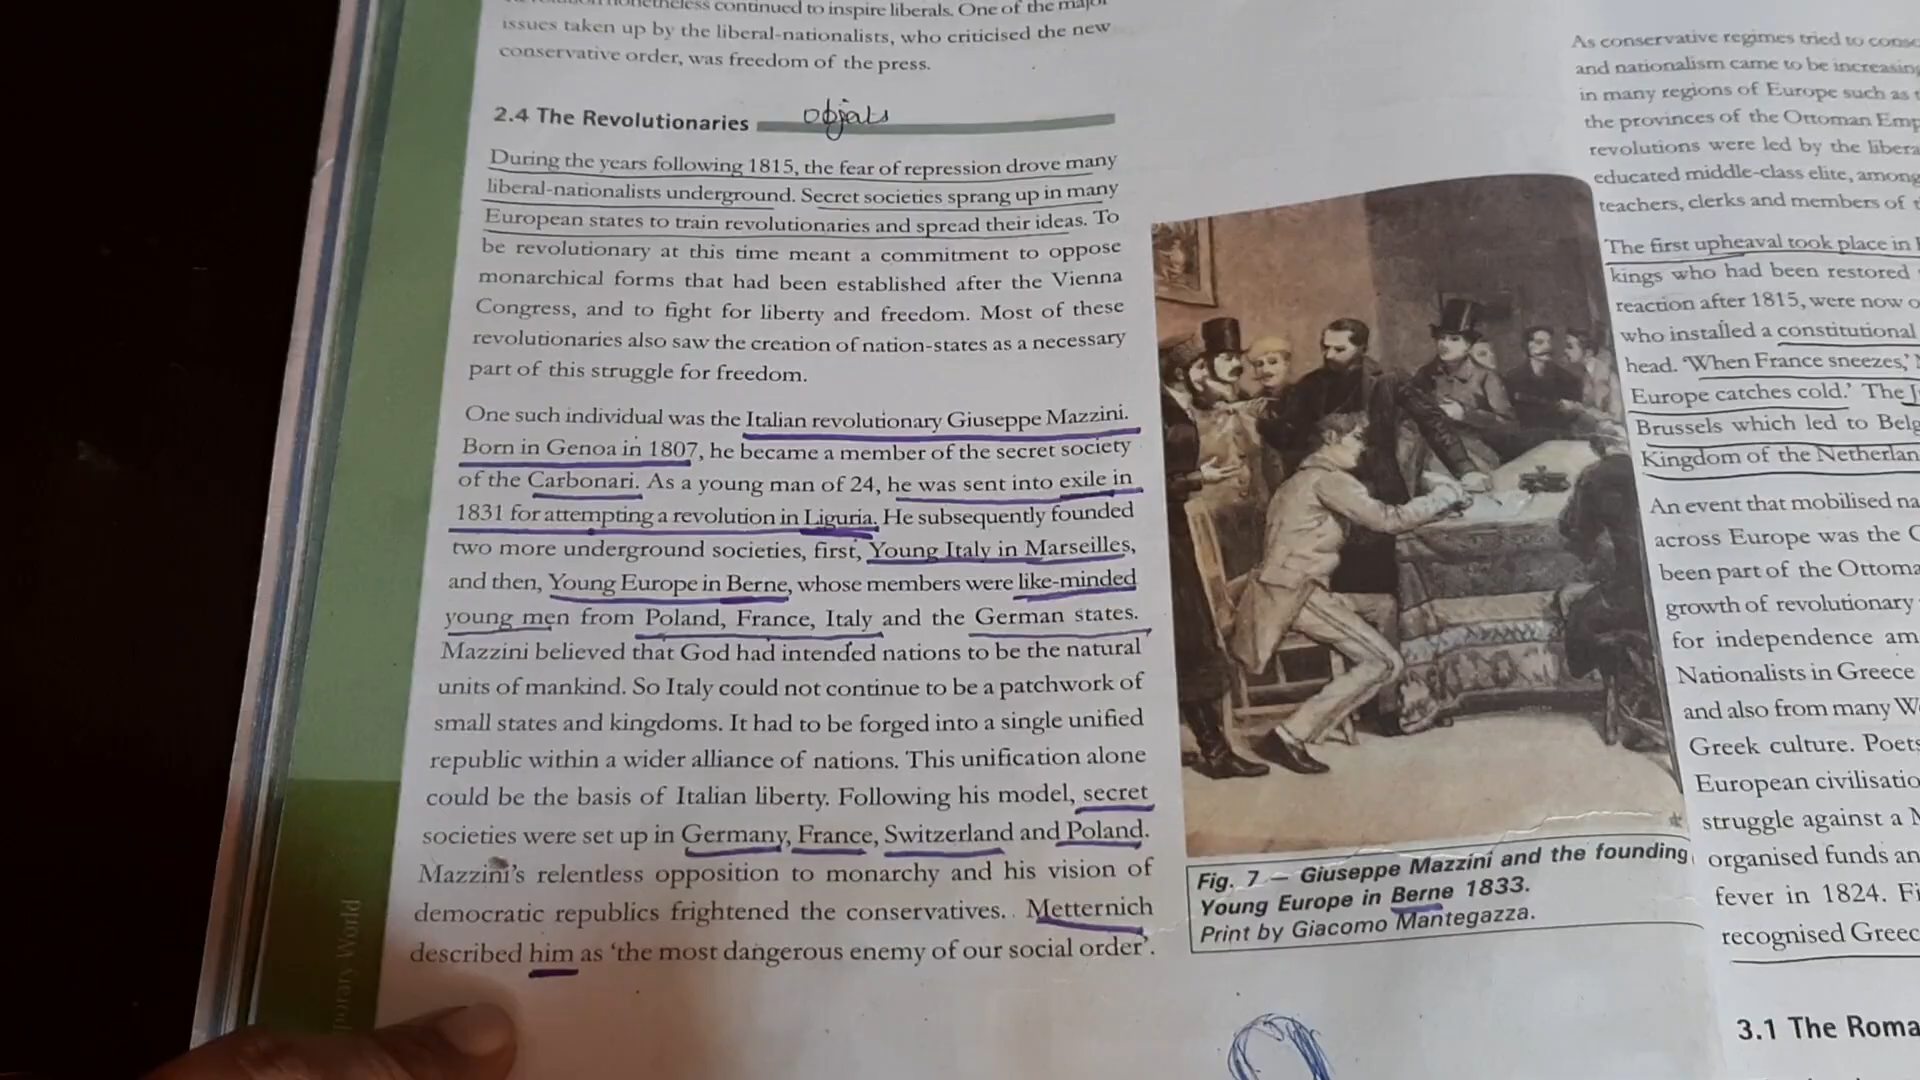 continued to inspire liberals. One of the major
issues taken up by the liberal-nationalists, who criticised the new
conservative order, was freedom of the press.
2.4 The Revolutionaries
During the years following 1815, the fear of repression drove many
liberal-nationalists underground. Secret societies sprang up in many
European states to train revolutionaries and spread their ideas. To
be revolutionary at this time meant a commitment to oppose
monarchical forms that had been established after the Vienna
Congress, and to fight for liberty and freedom. Most of these
revolutionaries also saw the creation of nation-states as a necessary
part of this struggle for freedom.
One such individual was the Italian revolutionary Giuseppe Mazzini.
Born in Genoa in 1807, he became a member of the secret society
of the Carbonari. As a young man of 24, he was sent into exile in
1831 for attempting a revolution in Liguria. He subsequently founded
two more underground societies, first, Young Italy in Marseilles,
and then, Young Europe in Berne, whose members were like-minded
young men from Poland, France, Italy and the German states.
Mazzini believed that God had intended nations to be the natural
units of mankind. So Italy could not continue to be a patchwork of
small states and kingdoms. It had to be forged into a single unified
republic within a wider alliance of nations. This unification alone
could be the basis of Italian liberty. Following his model, secret
societies were set up in Germany, France, Switzerland and Poland.
Mazzini's relentless opposition to monarchy and his vision of
democratic republics frightened the conservatives. Metternich
described him as 'the most dangerous enemy of our social order'.
Fig. 7 — Giuseppe Mazzini and the founding
Young Europe in Berne 1833.
Print by Giacomo Mantegazza.
As conservative regimes tried to
and nationalism came to be
in many regions of Europe such as
the provinces of the Ottoman
revolutions were led by the
educated middle-class elite, among
teachers, clerks and members of
The first upheaval took place in
kings who had been restored
reaction after 1815, were now
who installed a constitutional
head. 'When France sneezes,'
Europe catches cold.' The
Brussels which led to
Kingdom of the
An event that mobilised
across Europe was the
been part of the
growth of revolutionary
for independence
Nationalists in Greece
and also from many
Greek culture. Poets
European
struggle against a
organised funds
fever in 1824.
recognised
3.1 The
World